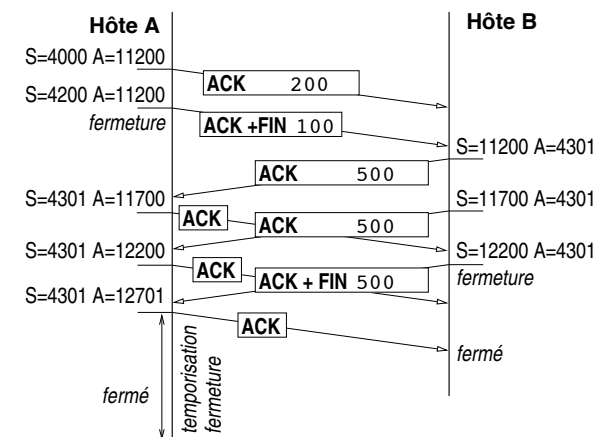 Hôte A
Hôte B
S=4000 A=11200
ACK 200
S=4200 A=11200
fermeture
ACK +FIN 100
S=11200 A=4301
ACK 500
S=4301 A=11700
S=11700 A=4301
ACK
ACK 500
S=4301 A=12200
S=12200 A=4301
fermeture
ACK
ACK + FIN 500
S=4301 A=12701
ACK
fermé
fermé
temporisation
fermeture